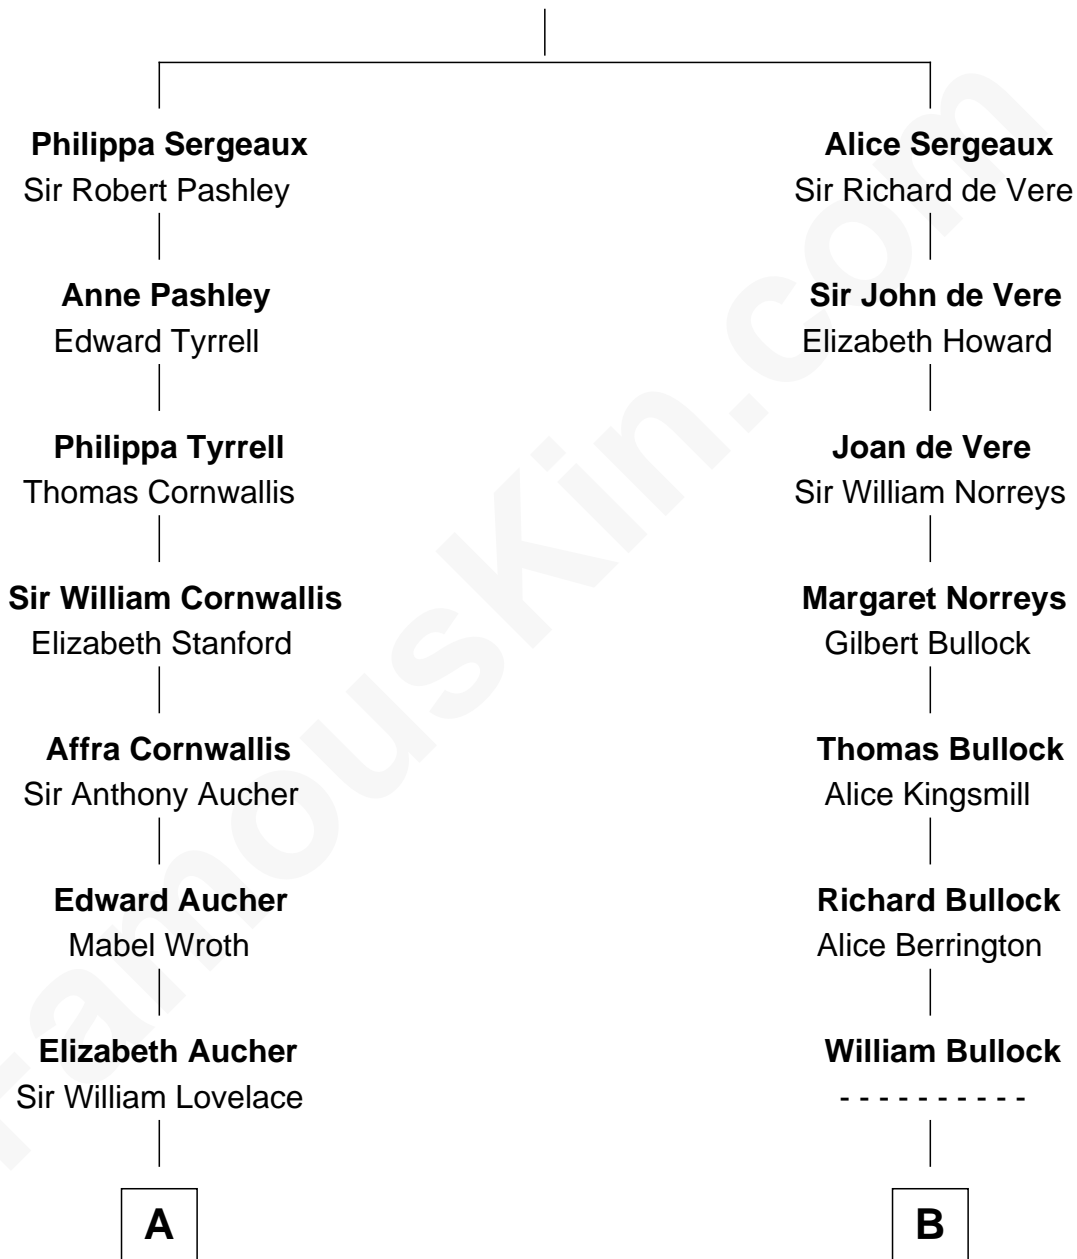 Philippa Sergeaux
Sir Robert Pashley
Alice Sergeaux
Sir Richard de Vere
Anne Pashley
Edward Tyrrell
Sir John de Vere
Elizabeth Howard
Philippa Tyrrell
Thomas Cornwallis
Joan de Vere
Sir William Norreys
Sir William Cornwallis
Elizabeth Stanford
Margaret Norreys
Gilbert Bullock
Affra Cornwallis
Sir Anthony Aucher
Thomas Bullock
Alice Kingsmill
Edward Aucher
Mabel Wroth
Richard Bullock
Alice Berrington
Elizabeth Aucher
Sir William Lovelace
William Bullock
- - - - - - - - - -
A
B
FamousKin.com